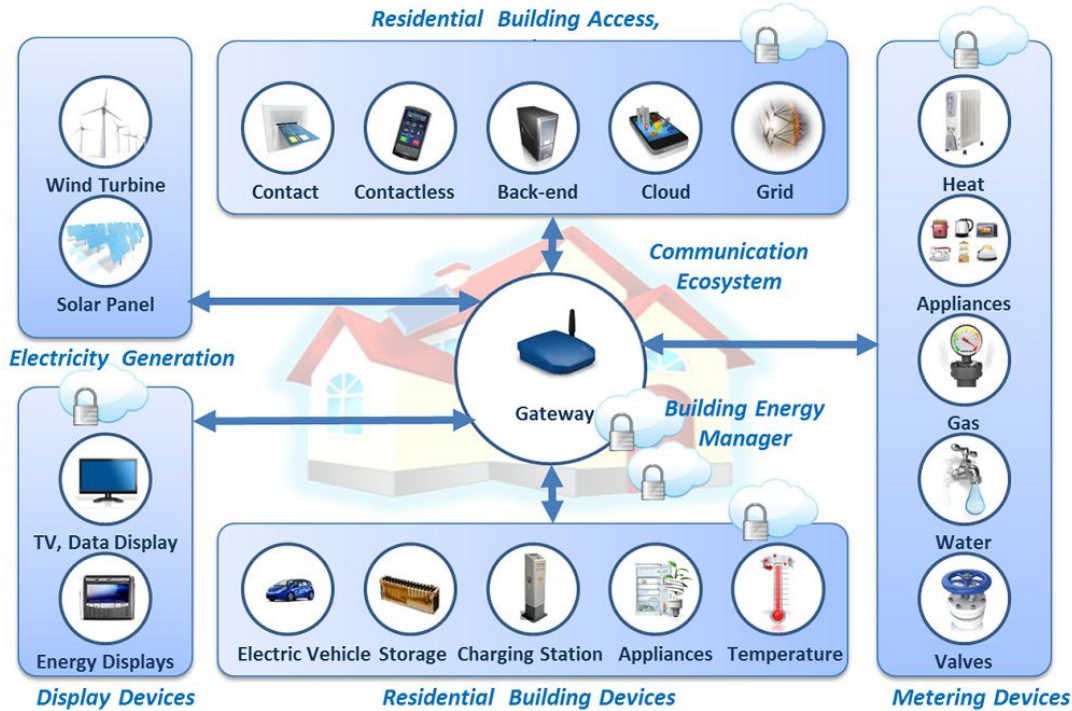 Residential Building Access,
Wind Turbine
Solar Panel
Electricity Generation
Contact
Contactless
Back-end
Cloud
Grid
Heat
Appliances
Gas
Water
Valves
Metering Devices
Communication
Ecosystem
Gateway
Building Energy
Manager
TV, Data Display
Energy Displays
Display Devices
Electric Vehicle
Storage
Charging Station
Appliances
Temperature
Residential Building Devices